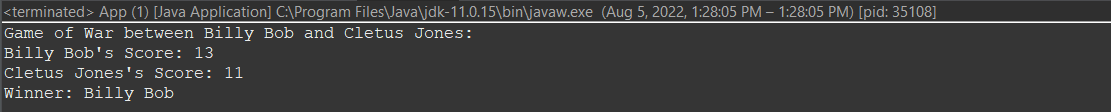 <terminated> App (1) [Java Application] C:\Program Files\Java\jdk-11.0.15\bin\javaw.exe (Aug 5, 2022, 1:28:05 PM – 1:28:05 PM) [pid: 35108]
Game of War between Billy Bob and Cletus Jones:
Billy Bob's Score: 13
Cletus Jones's Score: 11
Winner: Billy Bob